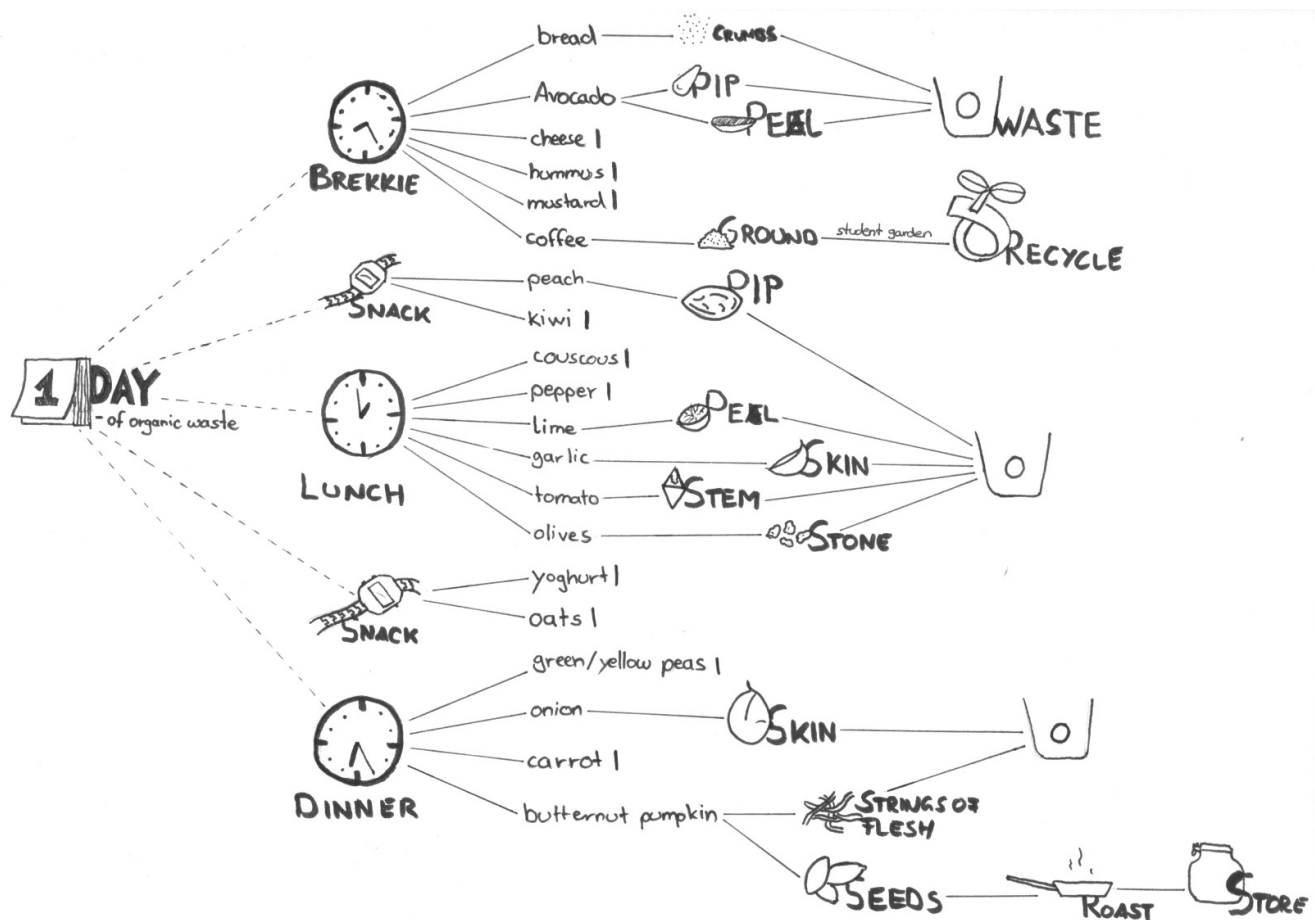 bread CRUMBS
Avocado PIP
PEEL WASTE
cheese |
BREKKIE
hummus |
mustard |
coffee GROUND student garden RECYCLE
SNACK
peach PIP
kiwi |
1 DAY
- of organic waste
LUNCH
couscous |
pepper |
lime PEEL
garlic SKIN
tomato STEM
olives STONE
SNACK
yoghurt |
oats |
DINNER
green/yellow peas |
onion SKIN
carrot |
butternut pumpkin STRINGS OF
FLESH
SEEDS ROAST STORE